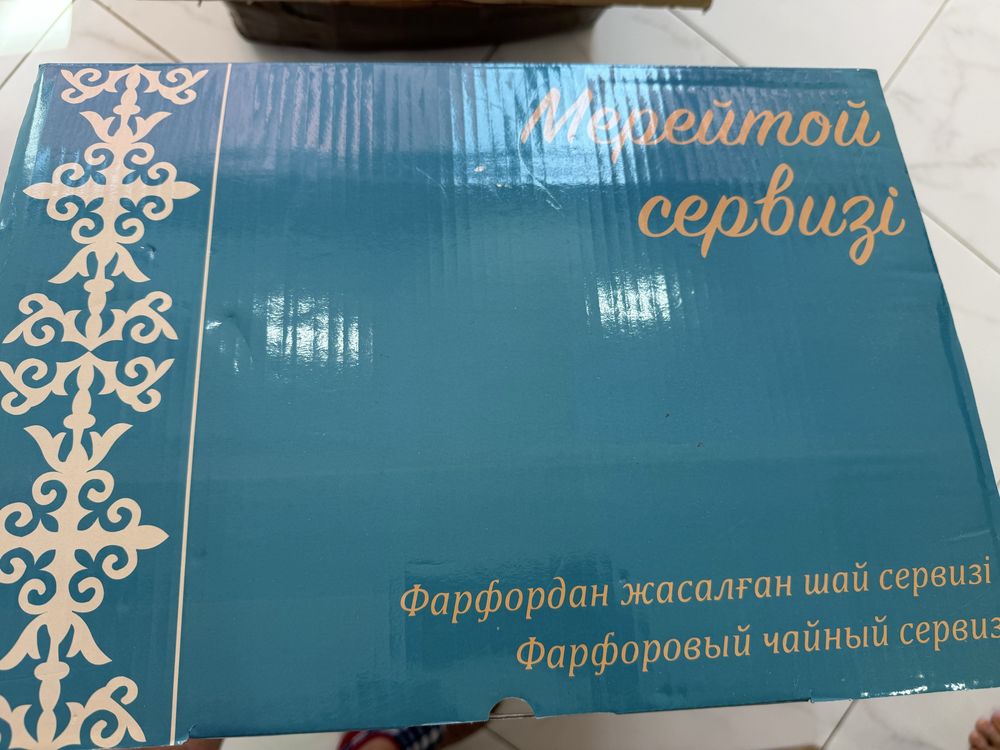 Мерейтой
сервизі
Фарфордан жасалған шай сервизі
Фарфоровый чайный сервиз